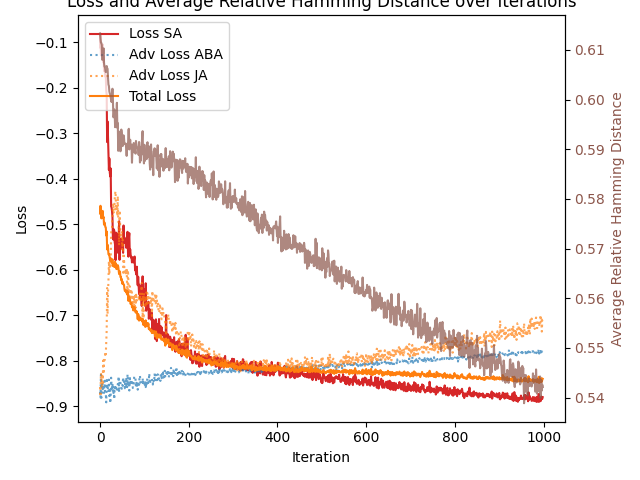 Loss and Average Relative Hamming Distance over Iterations
Loss SA
Adv Loss ABA
Adv Loss JA
Total Loss
−0.1
−0.2
−0.3
−0.4
−0.5
−0.6
−0.7
−0.8
−0.9
Loss
0
200
400
600
800
1000
Iteration
0.61
0.60
0.59
0.58
0.57
0.56
0.55
0.54
Average Relative Hamming Distance